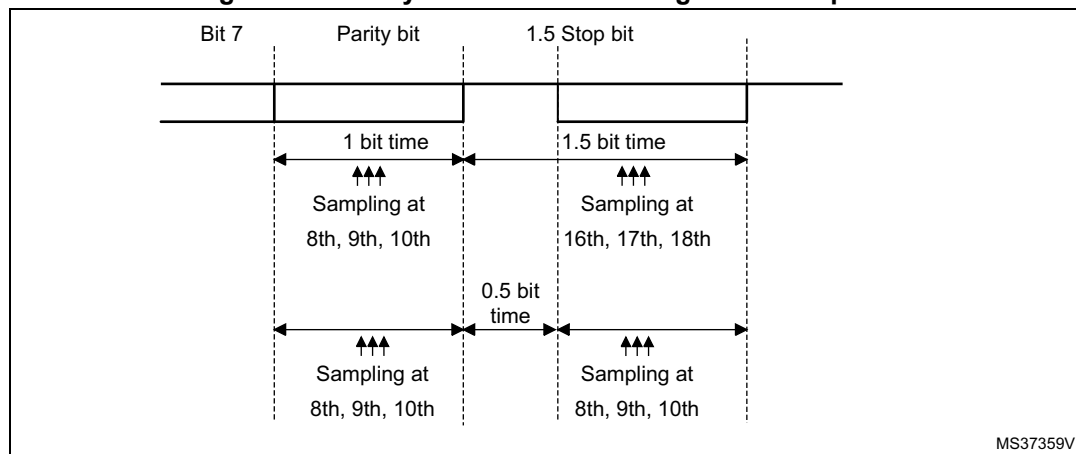 Bit 7 Parity bit 1.5 Stop bit
1 bit time 1.5 bit time
Sampling at Sampling at
8th, 9th, 10th 16th, 17th, 18th
0.5 bit
time
Sampling at Sampling at
8th, 9th, 10th 8th, 9th, 10th
MS37359V